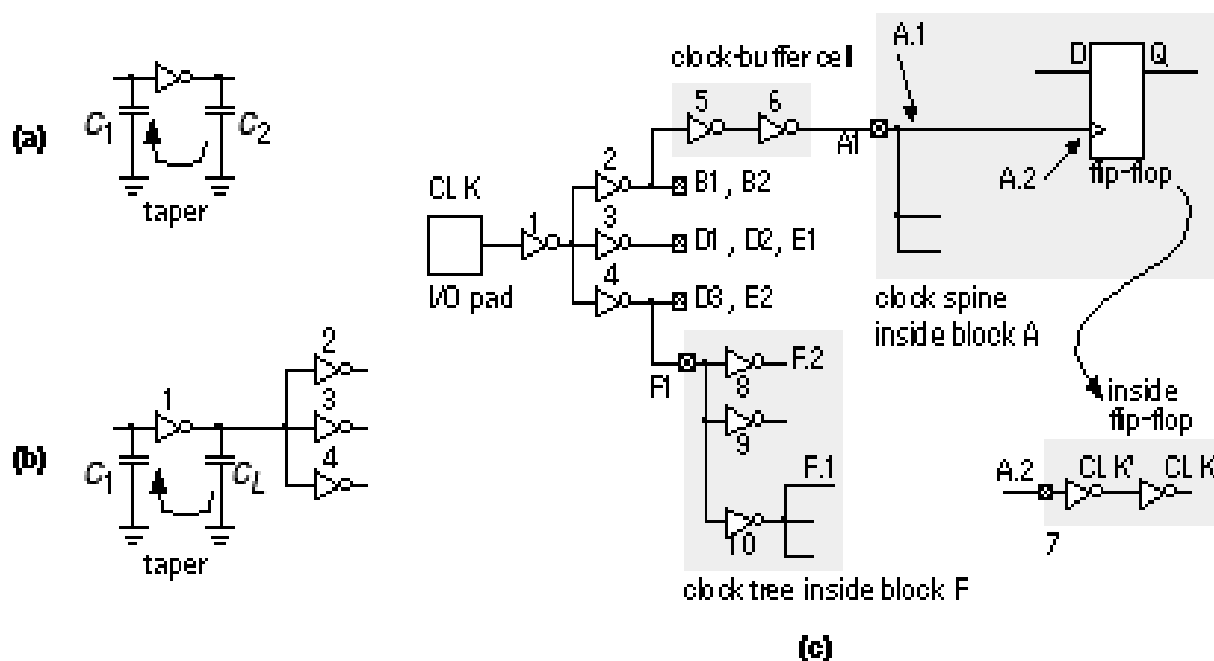 (a)
C1
C2
taper
(b)
1
2
3
4
C1
CL
taper
CLK
I/O pad
1
2
3
4
clock-buffer cell
5
6
A1
B1, B2
D1, D2, E1
D3, E2
F1
8
F.2
9
10
F.1
clock tree inside block F
A.1
D
Q
A.2
flip-flop
clock spine
inside block A
inside
flip-flop
A.2
CLK'
CLK
7
(c)